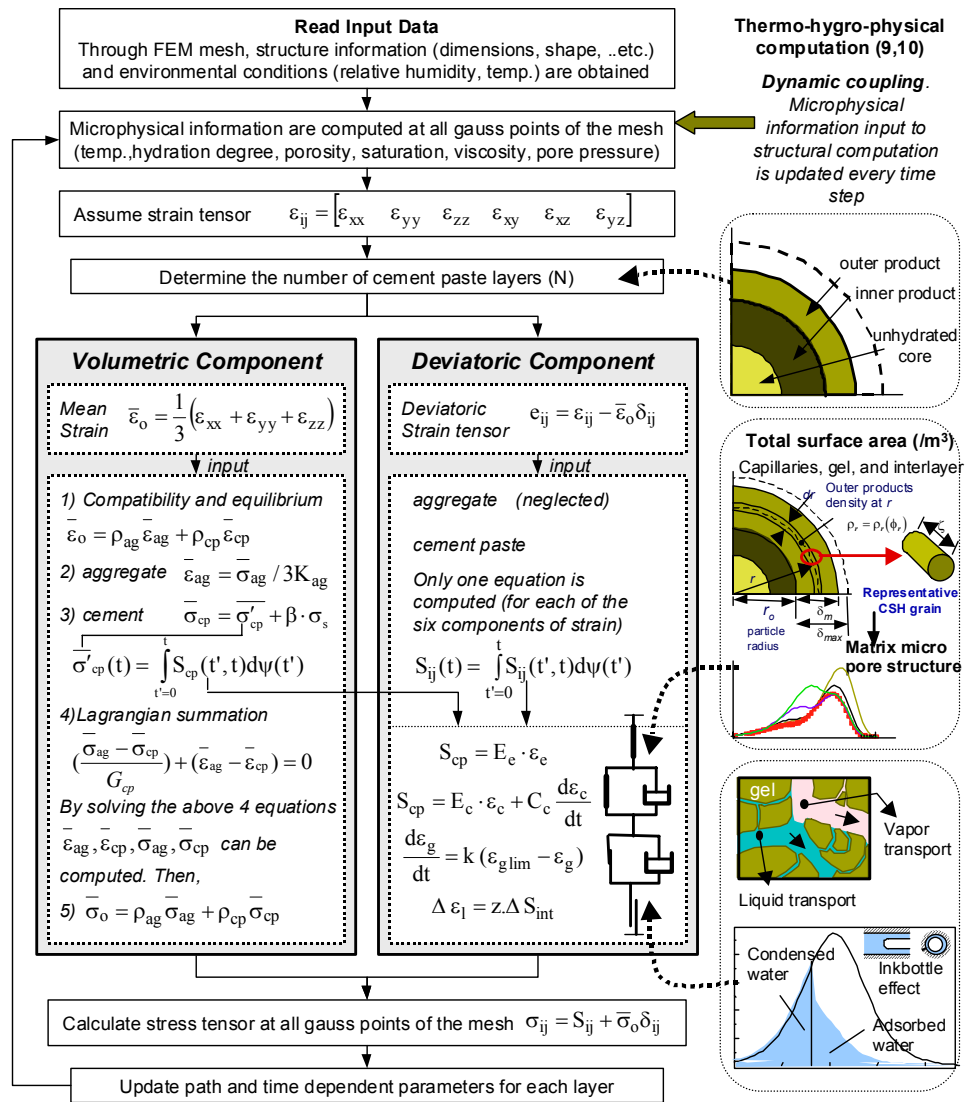 Read Input Data
Through FEM mesh, structure information (dimensions, shape, ..etc.)
and environmental conditions (relative humidity, temp.) are obtained
Microphysical information are computed at all gauss points of the mesh
(temp.,hydration degree, porosity, saturation, viscosity, pore pressure)
Assume strain tensor ε_ij = [ε_xx ε_yy ε_zz ε_xy ε_xz ε_yz]
Determine the number of cement paste layers (N)
Volumetric Component
Mean
Strain
ε̅_o = 1/3 (ε_xx + ε_yy + ε_zz)
input
1) Compatibility and equilibrium
ε̅_o = ρ_ag ε̅_ag + ρ_cp ε̅_cp
2) aggregate ε̅_ag = σ̅_ag / 3K_ag
3) cement σ̅_cp = σ̅'_cp + β · σ_s
σ̅'_cp (t) = ∫_{t'=0}^{t} S_cp (t', t) dψ(t')
4)Lagrangian summation
((σ̅_ag − σ̅_cp) / G_cp) + (ε̅_ag − ε̅_cp) = 0
By solving the above 4 equations
ε̅_ag, ε̅_cp, σ̅_ag, σ̅_cp can be
computed. Then,
5) σ̅_o = ρ_ag σ̅_ag + ρ_cp σ̅_cp
Deviatoric Component
Deviatoric
Strain tensor
e_ij = ε_ij − ε̅_o δ_ij
input
aggregate (neglected)
cement paste
Only one equation is
computed (for each of the
six components of strain)
S_ij (t) = ∫_{t'=0}^{t} S_ij (t', t) dψ(t')
S_cp = E_e · ε_e
S_cp = E_c · ε_c + C_c dε_c/dt
dε_g/dt = k (ε_g lim − ε_g)
Δ ε_l = z.Δ S_int
Calculate stress tensor at all gauss points of the mesh σ_ij = S_ij + σ̅_o δ_ij
Update path and time dependent parameters for each layer
Thermo-hygro-physical
computation (9,10)
Dynamic coupling.
Microphysical
information input to
structural computation
is updated every time
step
outer product
inner product
unhydrated
core
Total surface area (/m³)
Capillaries, gel, and interlayer
dr
Outer products
density at r
ρ_r = ρ_r(ϕ_r)
ζ
r
r_o
particle
radius
δ_m
δ_max
Representative
CSH grain
Matrix micro
pore structure
gel
Vapor
transport
Liquid transport
Condensed
water
Inkbottle
effect
Adsorbed
water